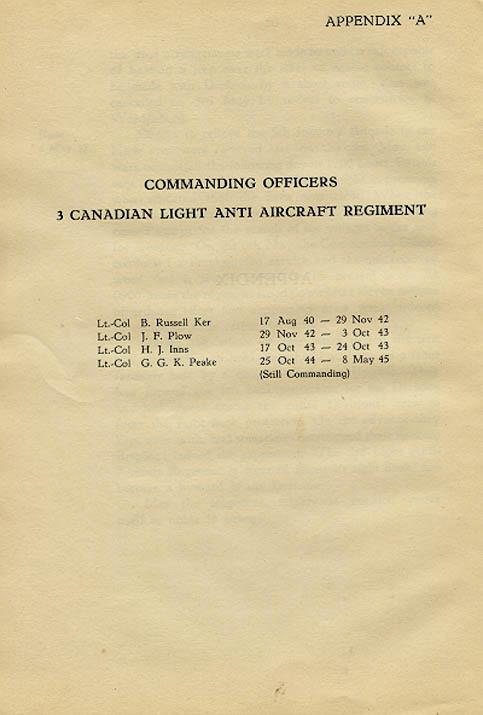 APPENDIX "A"
COMMANDING OFFICERS
3 CANADIAN LIGHT ANTI AIRCRAFT REGIMENT
Lt.-Col B. Russell Ker 17 Aug 40 — 29 Nov 42
Lt.-Col J. F. Plow 29 Nov 42 — 3 Oct 43
Lt.-Col H. J. Inns 17 Oct 43 — 24 Oct 43
Lt.-Col G. G. K. Peake 25 Oct 44 — 8 May 45
(Still Commanding)